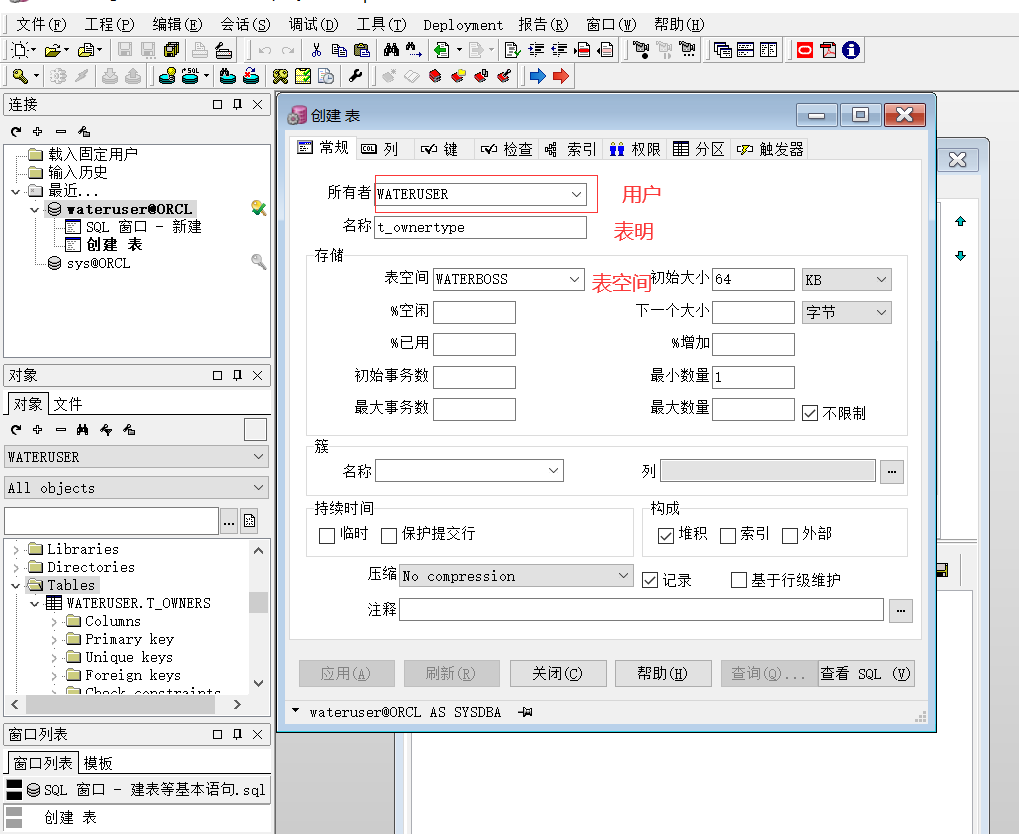 文件(F) 工程(P) 编辑(E) 会话(S) 调试(D) 工具(T) Deployment 报告(R) 窗口(W) 帮助(H)
连接
载入固定用户
输入历史
最近...
wateruser@ORCL
SQL 窗口 - 新建
创建 表
sys@ORCL
对象
对象 文件
WATERUSER
All objects
...
Libraries
Directories
Tables
WATERUSER.T_OWNERS
Columns
Primary key
Unique keys
Foreign keys
Check constraints
窗口列表
窗口列表 模板
SQL 窗口 - 建表等基本语句.sql
创建 表
创建 表
常规 列 键 检查 索引 权限 分区 触发器
所有者 WATERUSER 用户
名称 t_ownertype 表明
存储
表空间 WATERBOSS 表空间 初始大小 64 KB
%空闲 下一个大小 字节
%已用 %增加
初始事务数 最小数量 1
最大事务数 最大数量 不限制
簇
名称 列 ...
持续时间 构成
临时 保护提交行 堆积 索引 外部
压缩 No compression 记录 基于行级维护
注释 ...
应用(A) 刷新(R) 关闭(C) 帮助(H) 查询(Q)... 查看 SQL (V)
wateruser@ORCL AS SYSDBA